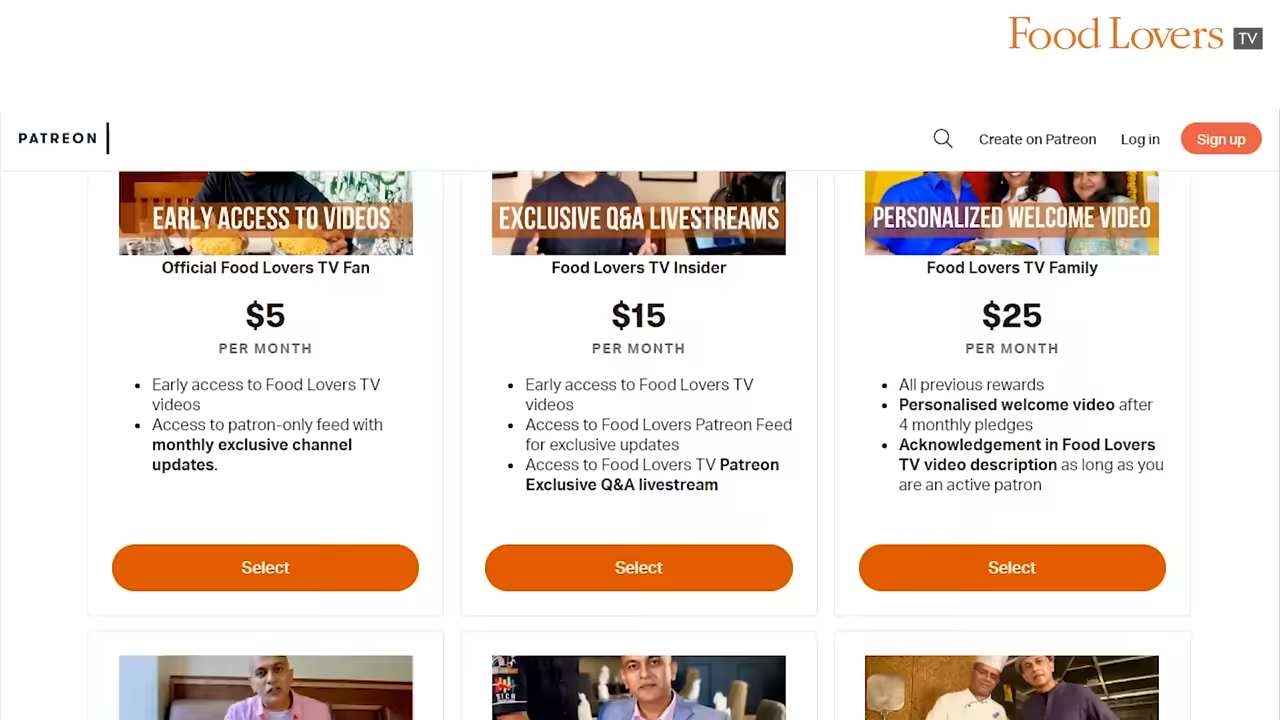 Food Lovers TV
PATREON
Create on Patreon
Log in
Sign up
EARLY ACCESS TO VIDEOS
Official Food Lovers TV Fan
$5
PER MONTH
• Early access to Food Lovers TV
videos
• Access to patron-only feed with
monthly exclusive channel
updates.
Select
EXCLUSIVE Q&A LIVESTREAMS
Food Lovers TV Insider
$15
PER MONTH
• Early access to Food Lovers TV
videos
• Access to Food Lovers Patreon Feed
for exclusive updates
• Access to Food Lovers TV Patreon
Exclusive Q&A livestream
Select
PERSONALIZED WELCOME VIDEO
Food Lovers TV Family
$25
PER MONTH
• All previous rewards
• Personalised welcome video after
4 monthly pledges
• Acknowledgement in Food Lovers
TV video description as long as you
are an active patron
Select